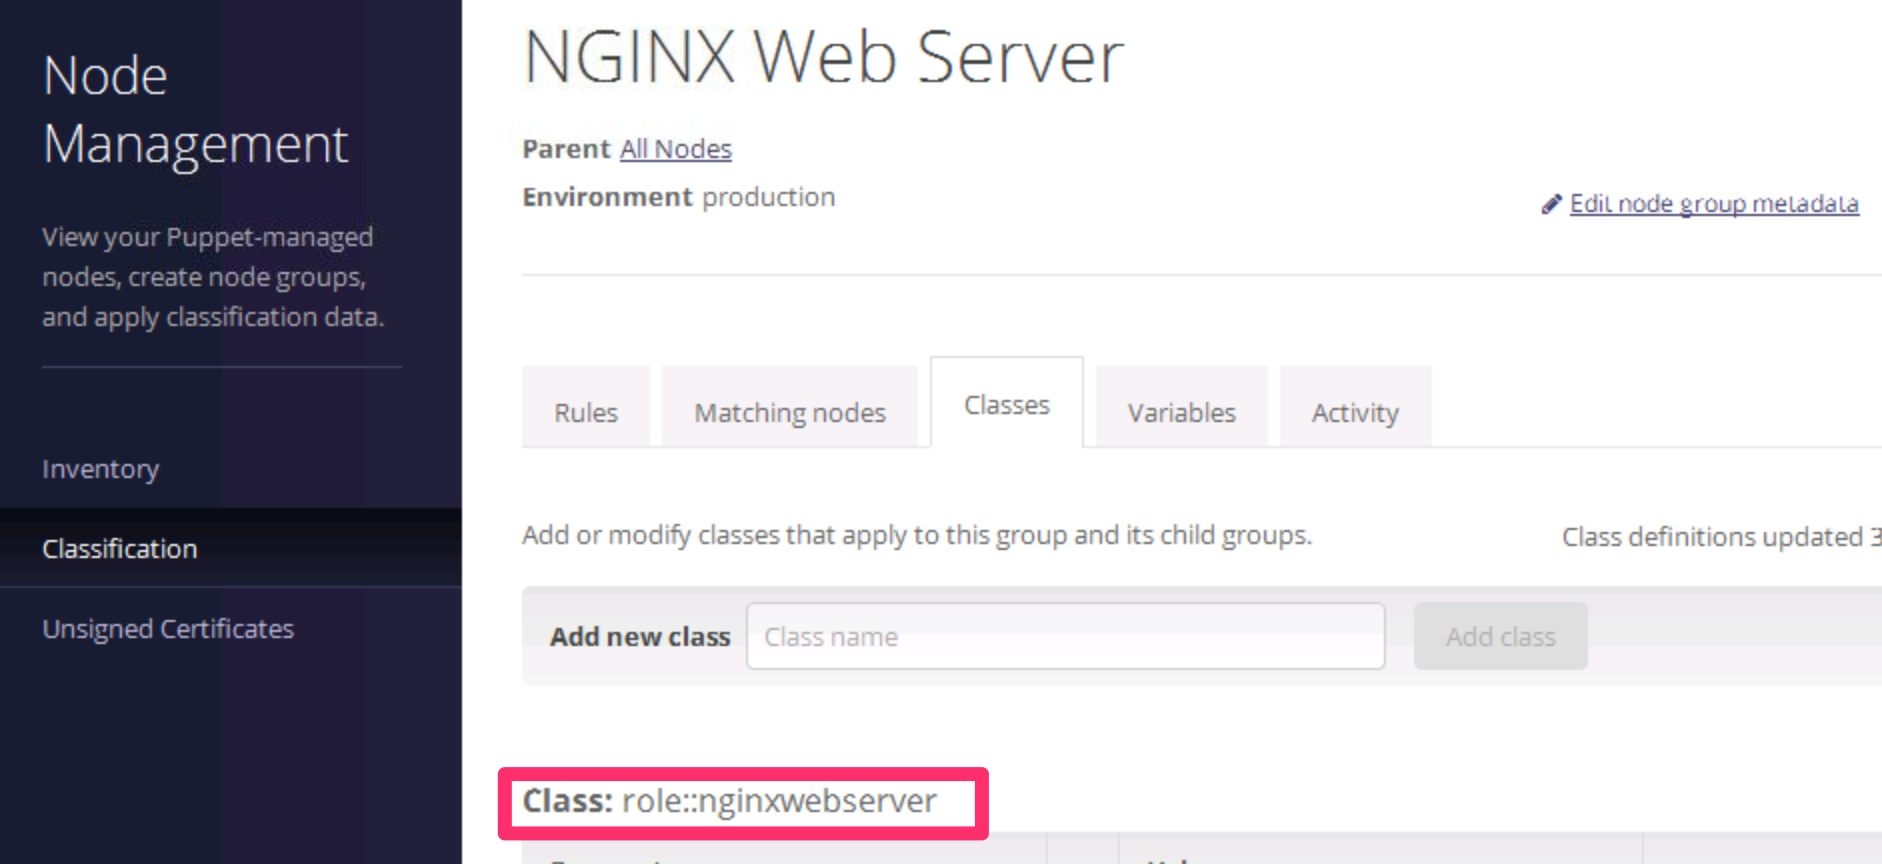 Node
Management
View your Puppet-managed
nodes, create node groups,
and apply classification data.
Inventory
Classification
Unsigned Certificates
NGINX Web Server
Parent All Nodes
Environment production
Edit node group metadata
Rules Matching nodes Classes Variables Activity
Add or modify classes that apply to this group and its child groups.
Class definitions updated 3
Add new class Class name Add class
Class: role::nginxwebserver